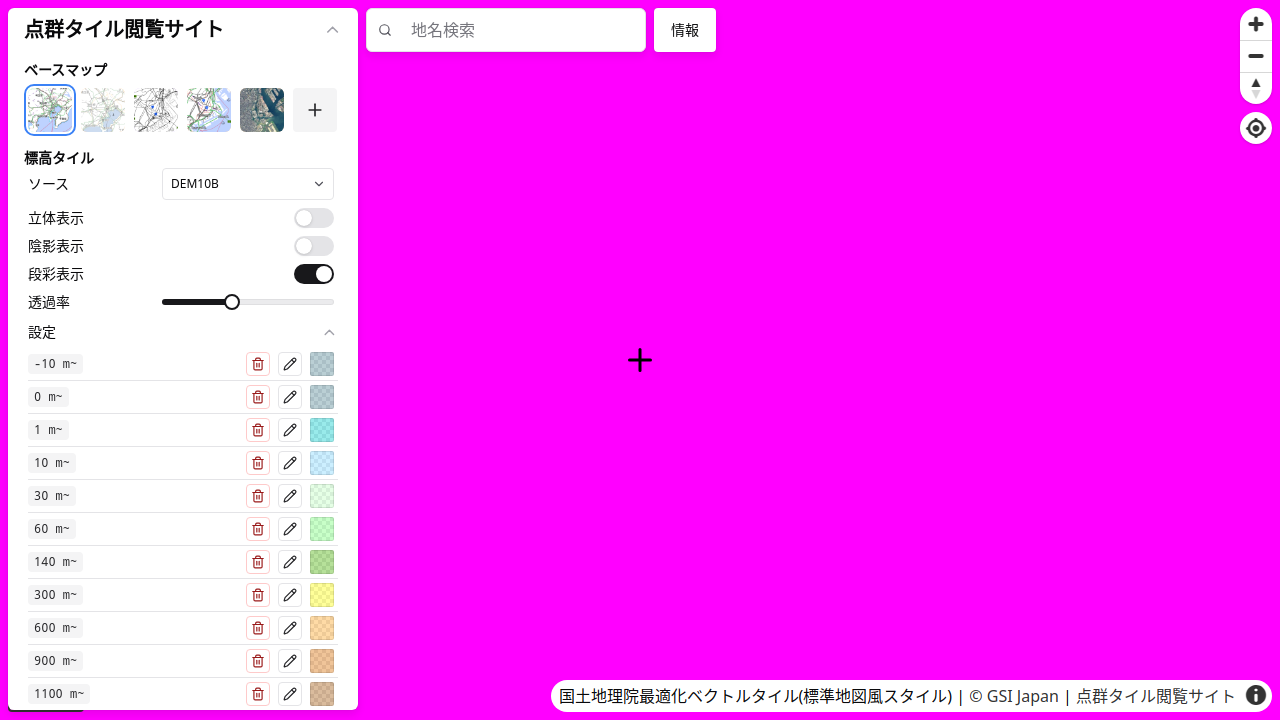 点群タイル閲覧サイト
地名検索
情報
ベースマップ
標高タイル
ソース
DEM10B
立体表示
陰影表示
段彩表示
透過率
設定
-10 m~
0 m~
1 m~
10 m~
30 m~
60 m~
140 m~
300 m~
600 m~
900 m~
1100 m~
国土地理院最適化ベクトルタイル(標準地図風スタイル) | © GSI Japan | 点群タイル閲覧サイト